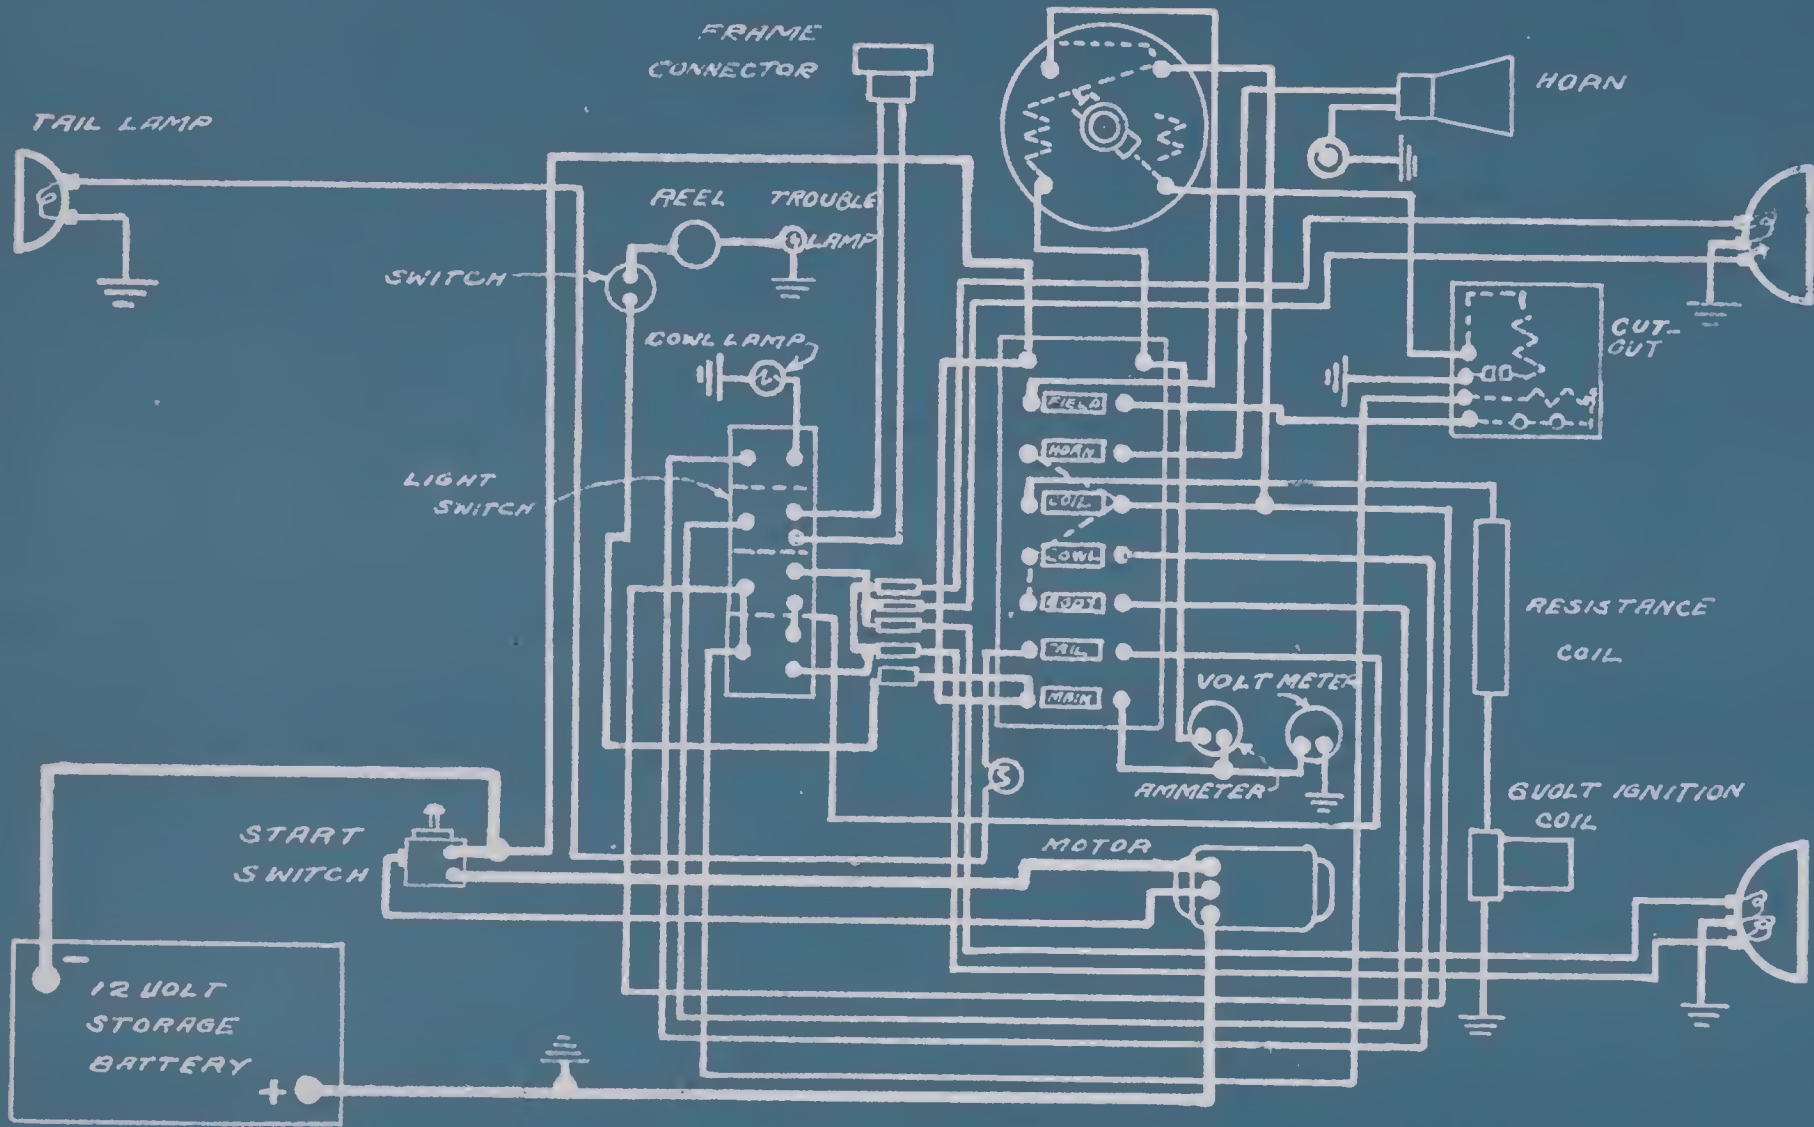 FRAME
CONNECTOR
HORN
TAIL LAMP
REEL
TROUBLE
LAMP
SWITCH
COWL LAMP
CUT-
OUT
FIELD
HORN
LIGHT
SWITCH
COIL
COWL
BODY
RESISTANCE
COIL
TAIL
MAIN
VOLT METER
AMMETER
6 VOLT IGNITION
COIL
START
SWITCH
MOTOR
-
12 VOLT
STORAGE
BATTERY
+